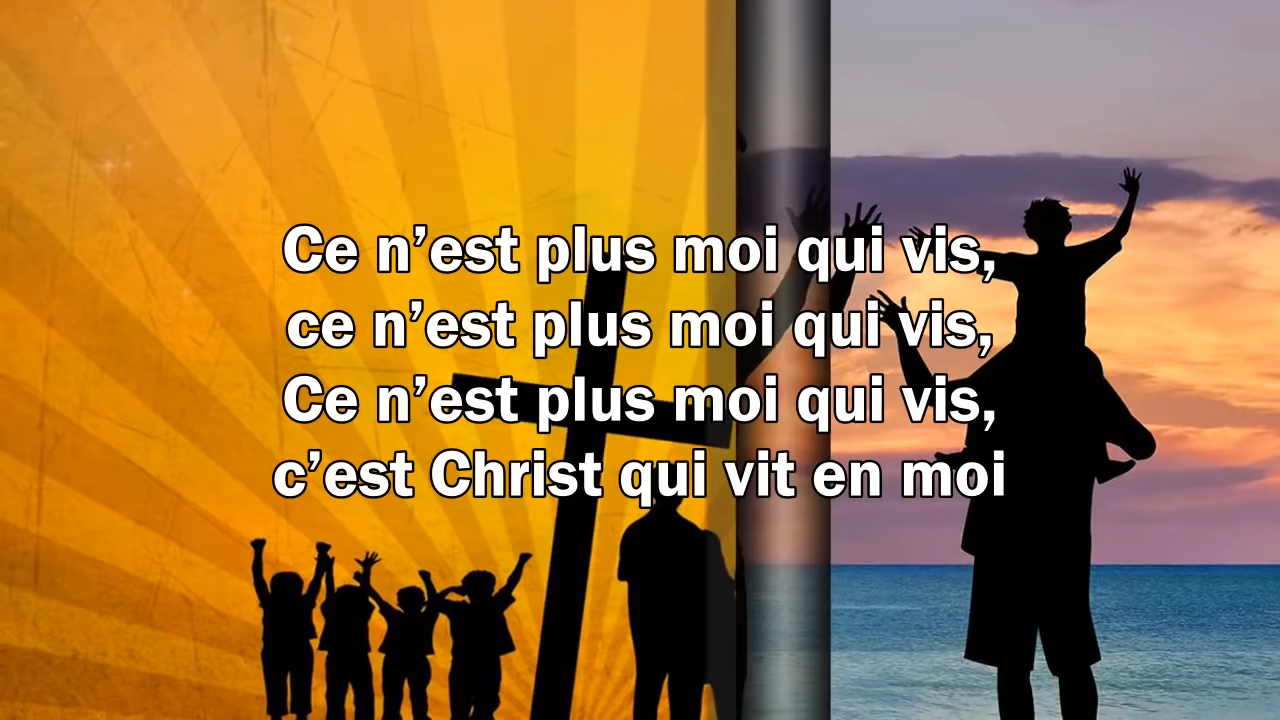 Ce n’est plus moi qui vis,
ce n’est plus moi qui vis,
Ce n’est plus moi qui vis,
c’est Christ qui vit en moi